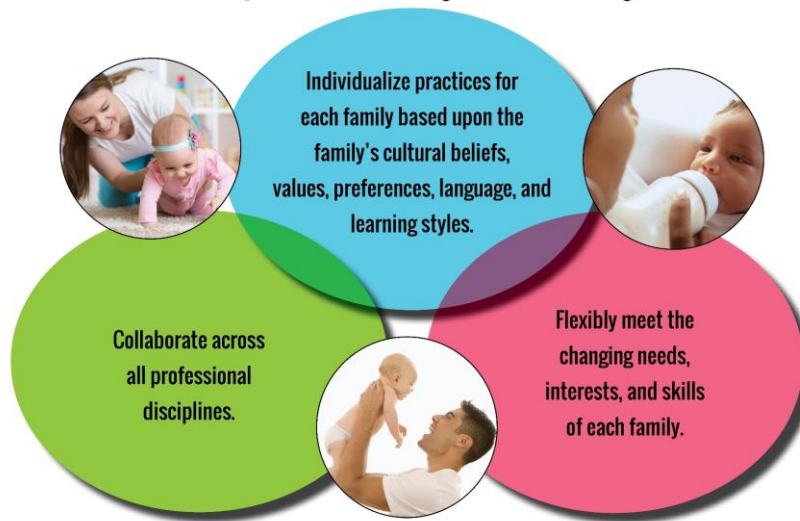 Individualize practices for
each family based upon the
family's cultural beliefs,
values, preferences, language, and
learning styles.
Collaborate across
all professional
disciplines.
Flexibly meet the
changing needs,
interests, and skills
of each family.